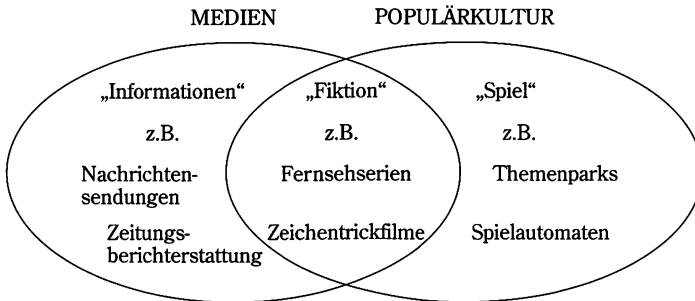 MEDIEN POPULÄRKULTUR
„Informationen“ „Fiktion“ „Spiel“
z.B. z.B. z.B.
Nachrichten- Fernsehserien Themenparks
sendungen
Zeitungs- Zeichentrickfilme Spielautomaten
berichterstattung